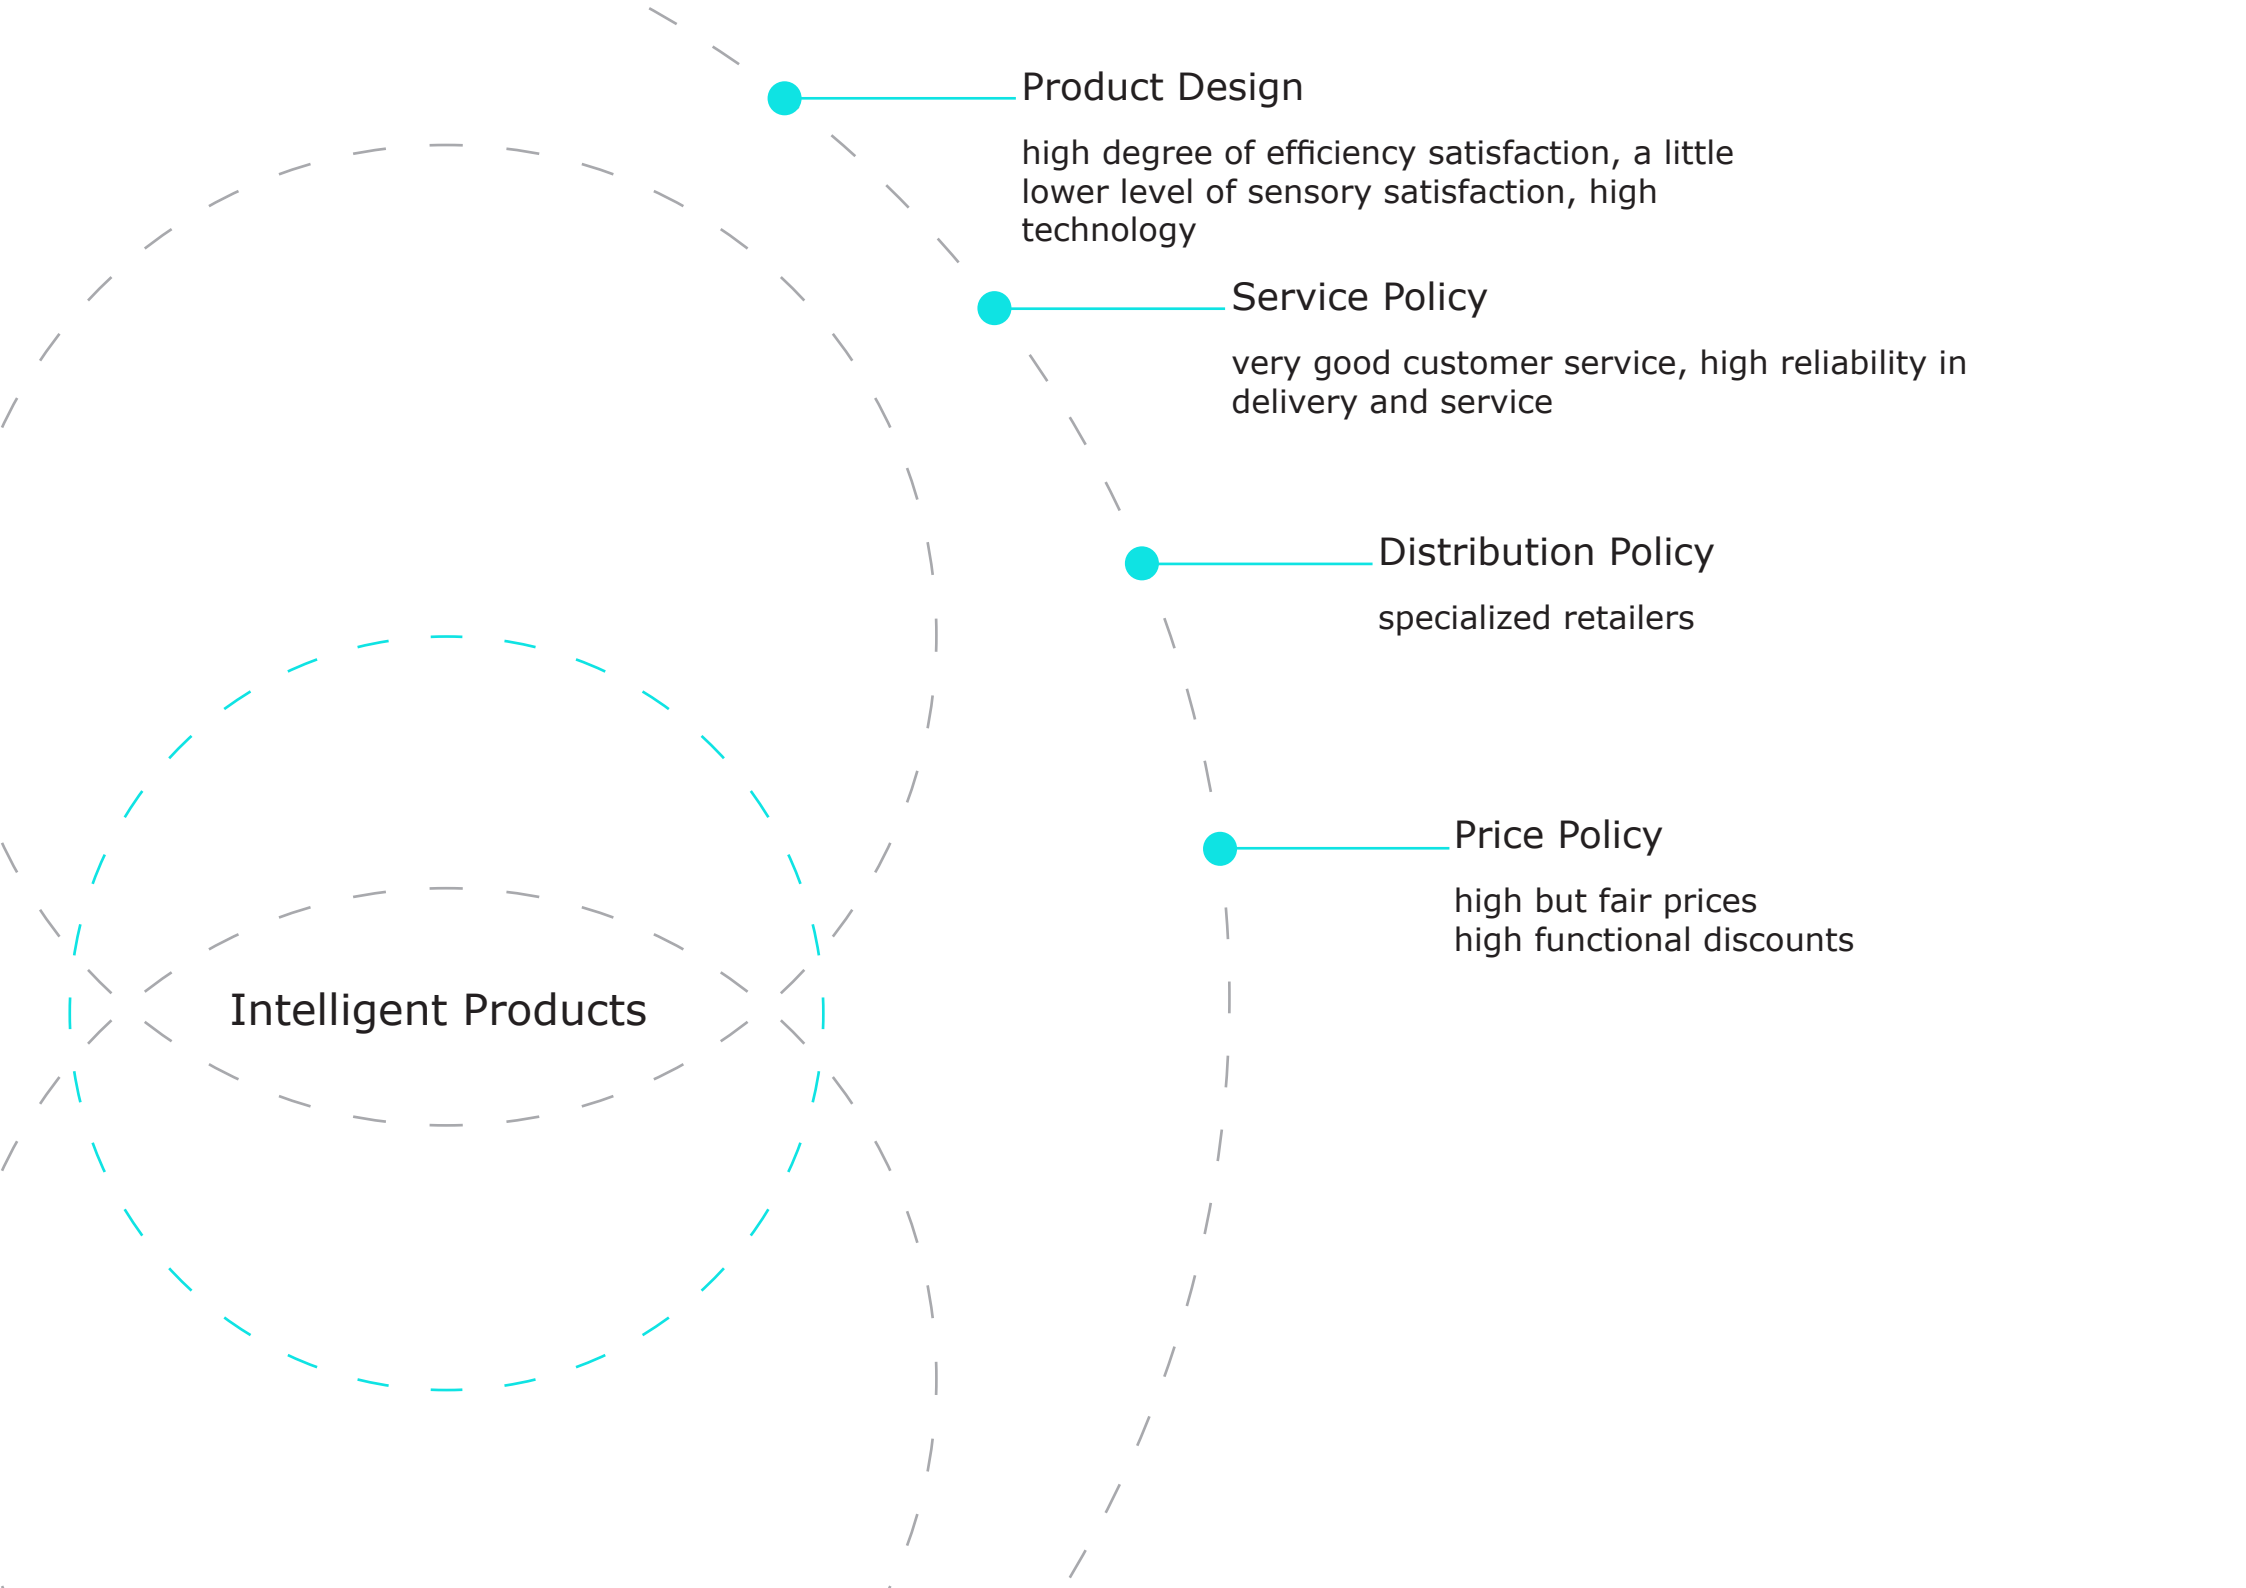 Product Design
high degree of efficiency satisfaction, a little
lower level of sensory satisfaction, high
technology
Service Policy
very good customer service, high reliability in
delivery and service
Distribution Policy
specialized retailers
Price Policy
high but fair prices
high functional discounts
Intelligent Products